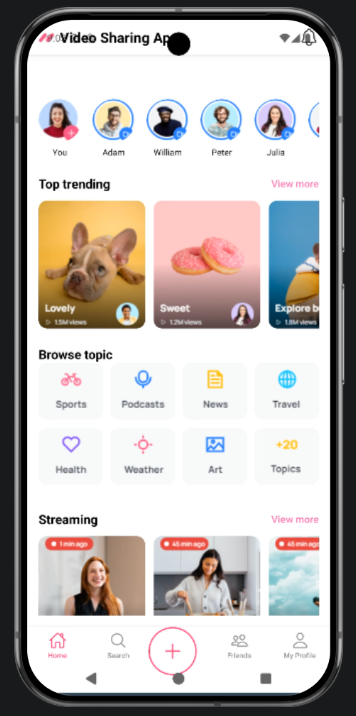 Video Sharing Ap
You Adam William Peter Julia
Top trending View more
Lovely Sweet Explore b
1.5M views 1.2M views 1.8M views
Browse topic
Sports Podcasts News Travel
Health Weather Art +20 Topics
Streaming View more
1 min ago 45 min ago 45 min ago
Home Search Friends My Profile